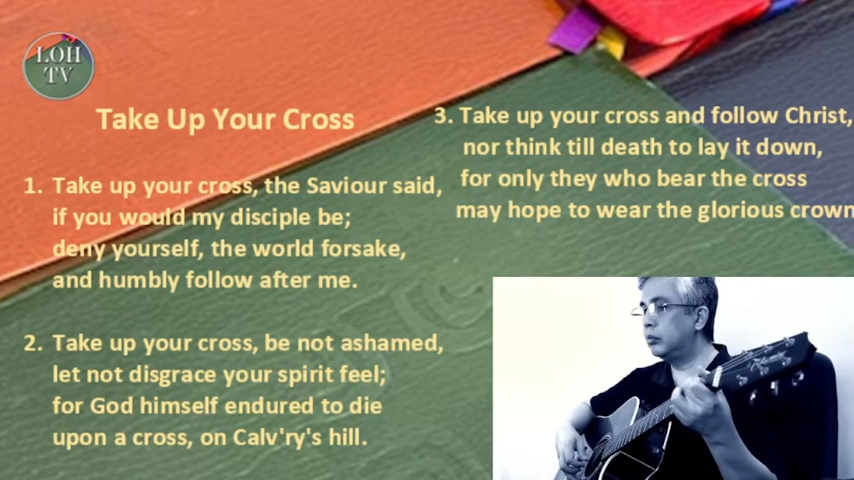 LOH
TV
Take Up Your Cross
1. Take up your cross, the Saviour said,
if you would my disciple be;
deny yourself, the world forsake,
and humbly follow after me.
2. Take up your cross, be not ashamed,
let not disgrace your spirit feel;
for God himself endured to die
upon a cross, on Calv'ry's hill.
3. Take up your cross and follow Christ,
nor think till death to lay it down,
for only they who bear the cross
may hope to wear the glorious crown